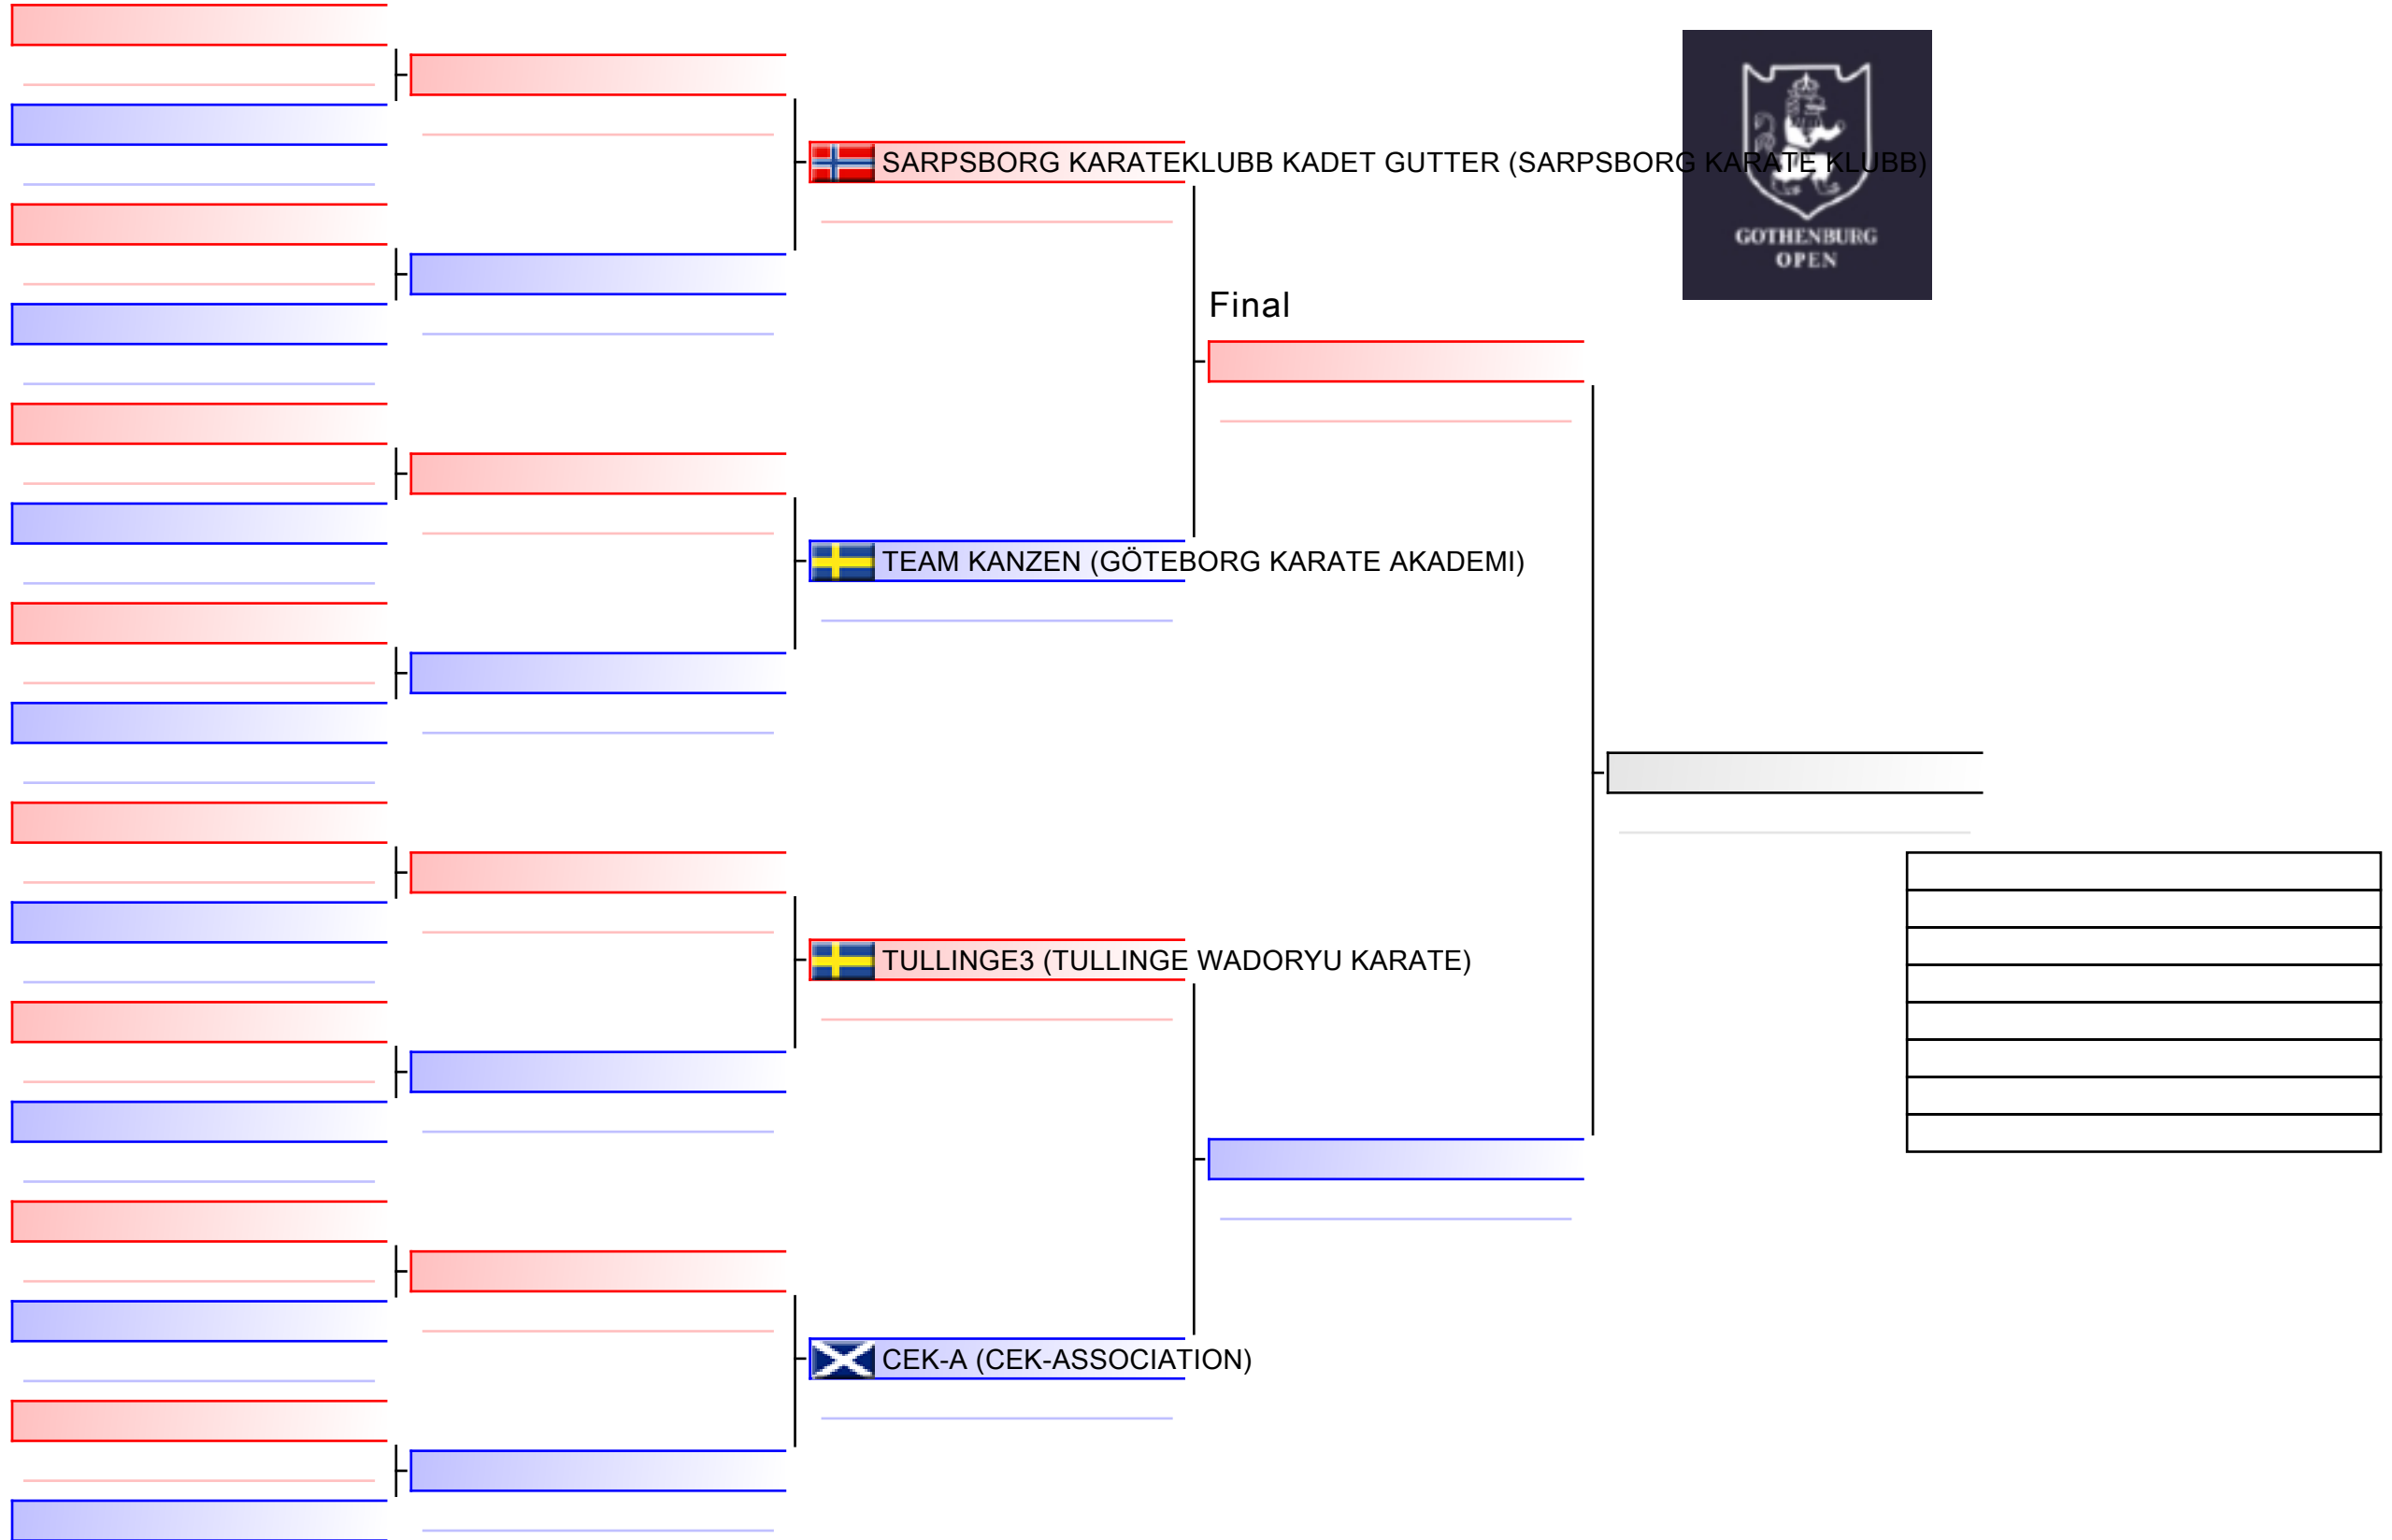 SARPSBORG KARATEKLUBB KADET GUTTER (SARPSBORG KARATE KLUBB)
GOTHENBURG
OPEN
Final
TEAM KANZEN (GÖTEBORG KARATE AKADEMI)
TULLINGE3 (TULLINGE WADORYU KARATE)
CEK-A (CEK-ASSOCIATION)